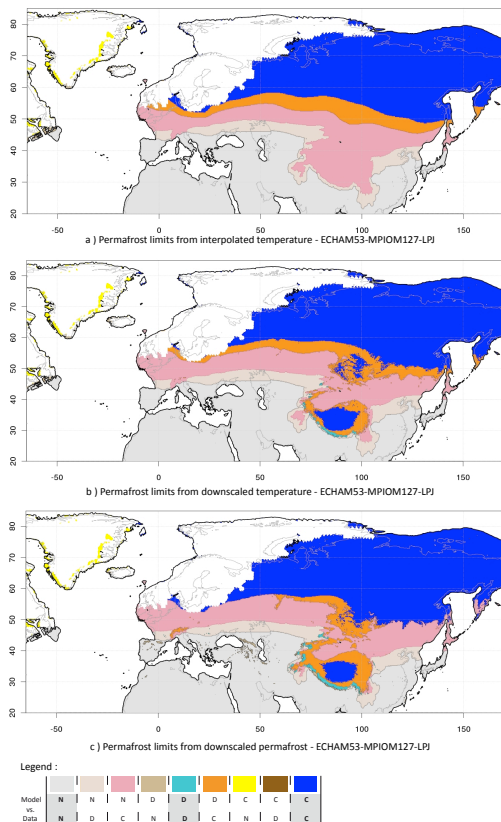 80
70
60
50
40
30
20
-50 0 50 100 150
a ) Permafrost limits from interpolated temperature - ECHAM53-MPIOM127-LPJ
80
70
60
50
40
30
20
-50 0 50 100 150
b ) Permafrost limits from downscaled temperature - ECHAM53-MPIOM127-LPJ
80
70
60
50
40
30
20
-50 0 50 100 150
c ) Permafrost limits from downscaled permafrost - ECHAM53-MPIOM127-LPJ
Legend :
Model N N N D D D C C C
vs.
Data N D C N D C N D C